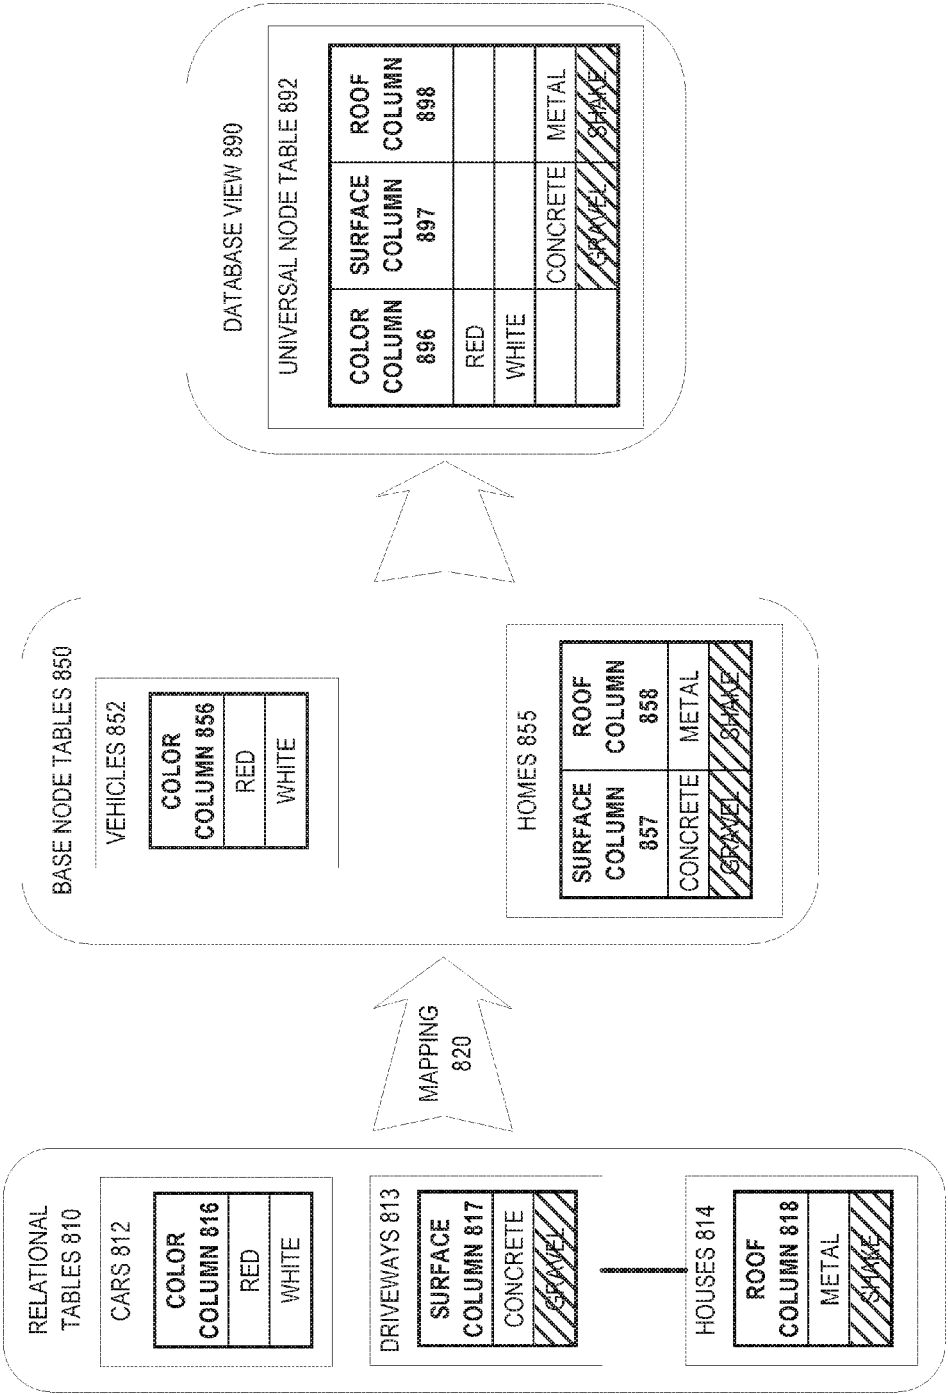 RELATIONAL
TABLES 810
CARS 812
COLOR
COLUMN 816
RED
WHITE
DRIVEWAYS 813
SURFACE
COLUMN 817
CONCRETE
GRAVEL
HOUSES 814
ROOF
COLUMN 818
METAL
SHAKE
MAPPING
820
BASE NODE TABLES 850
VEHICLES 852
COLOR
COLUMN 856
RED
WHITE
HOMES 855
SURFACE
COLUMN
857
ROOF
COLUMN
858
CONCRETE
METAL
GRAVEL
SHAKE
DATABASE VIEW 890
UNIVERSAL NODE TABLE 892
COLOR
COLUMN
896
SURFACE
COLUMN
897
ROOF
COLUMN
898
RED
WHITE
CONCRETE
METAL
GRAVEL
SHAKE